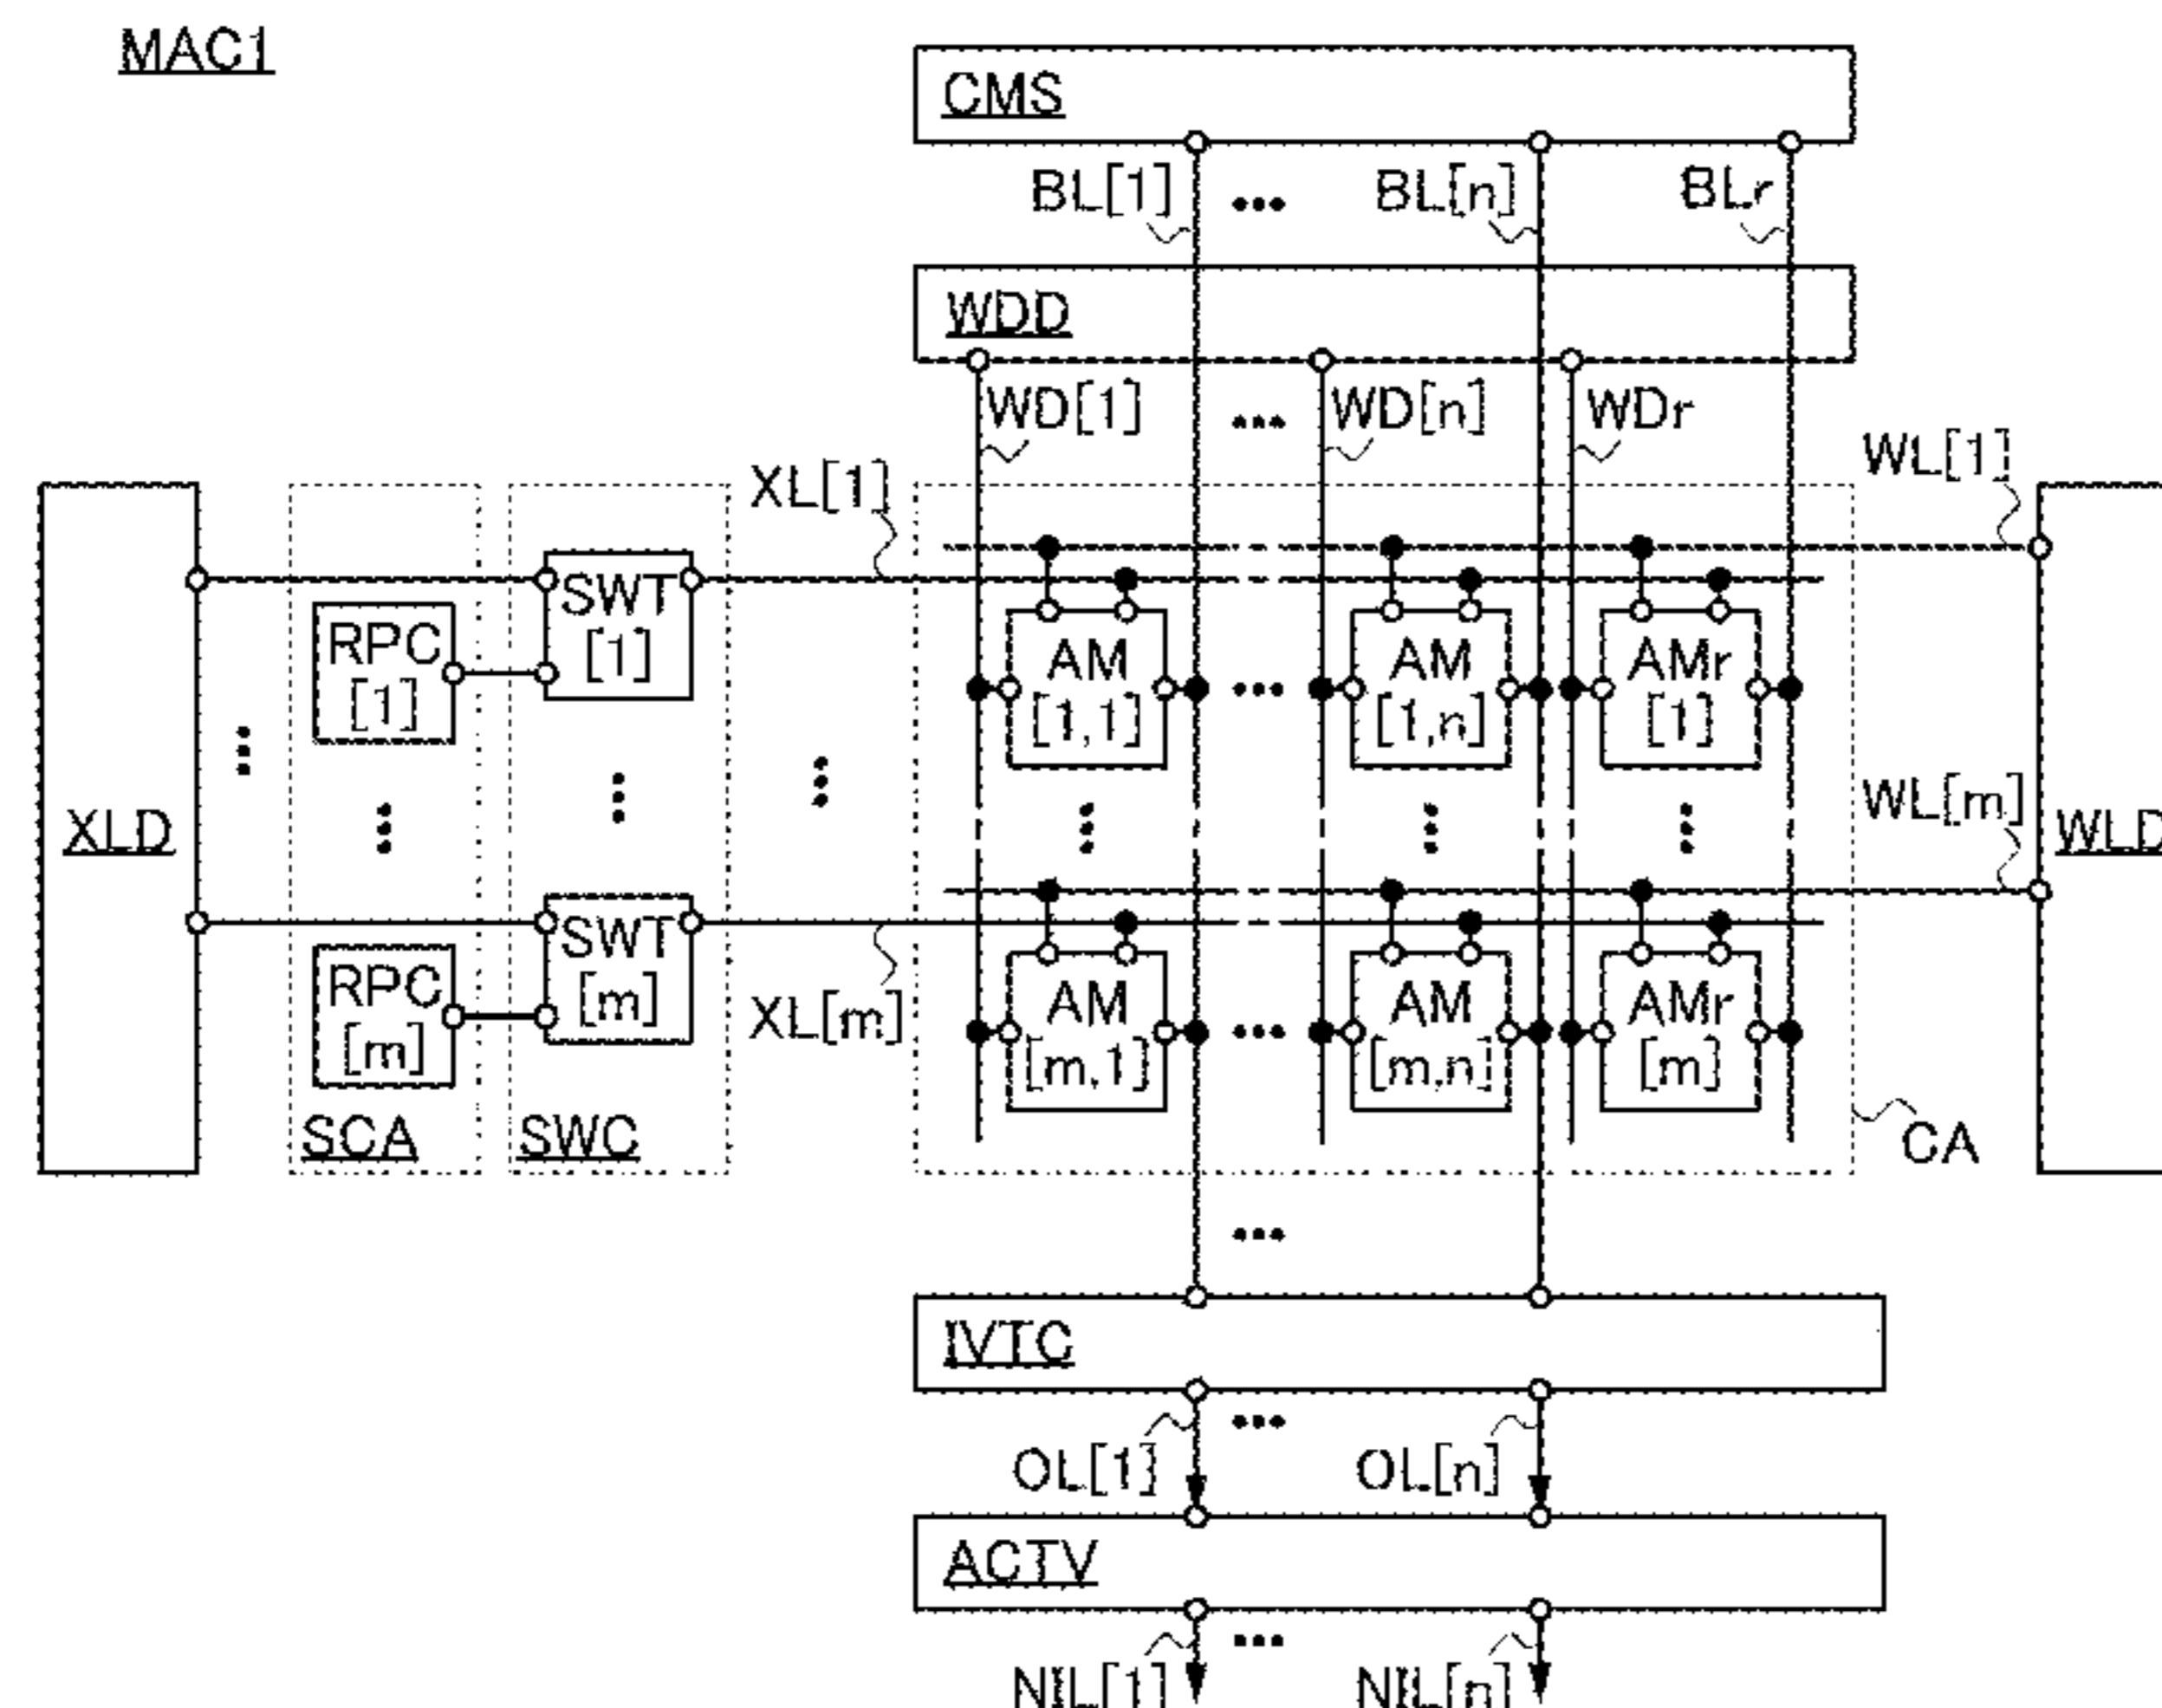 MAC1
CMS
BL[1] ... BL[n] BLr
WDD
WD[1] ... WD[n] WDr
XL[1] WL[1]
SWT [1]
RPC [1]
AM [1,1] ... AM [1,n] AMr [1]
XLD
WL[m]
WLD
SWT [m]
RPC [m]
XL[m]
AM [m,1] ... AM [m,n] AMr [m]
SCA SWC
CA
...
IVTC
...
OL[1] OL[n]
ACTV
...
NIL[1] NIL[n]